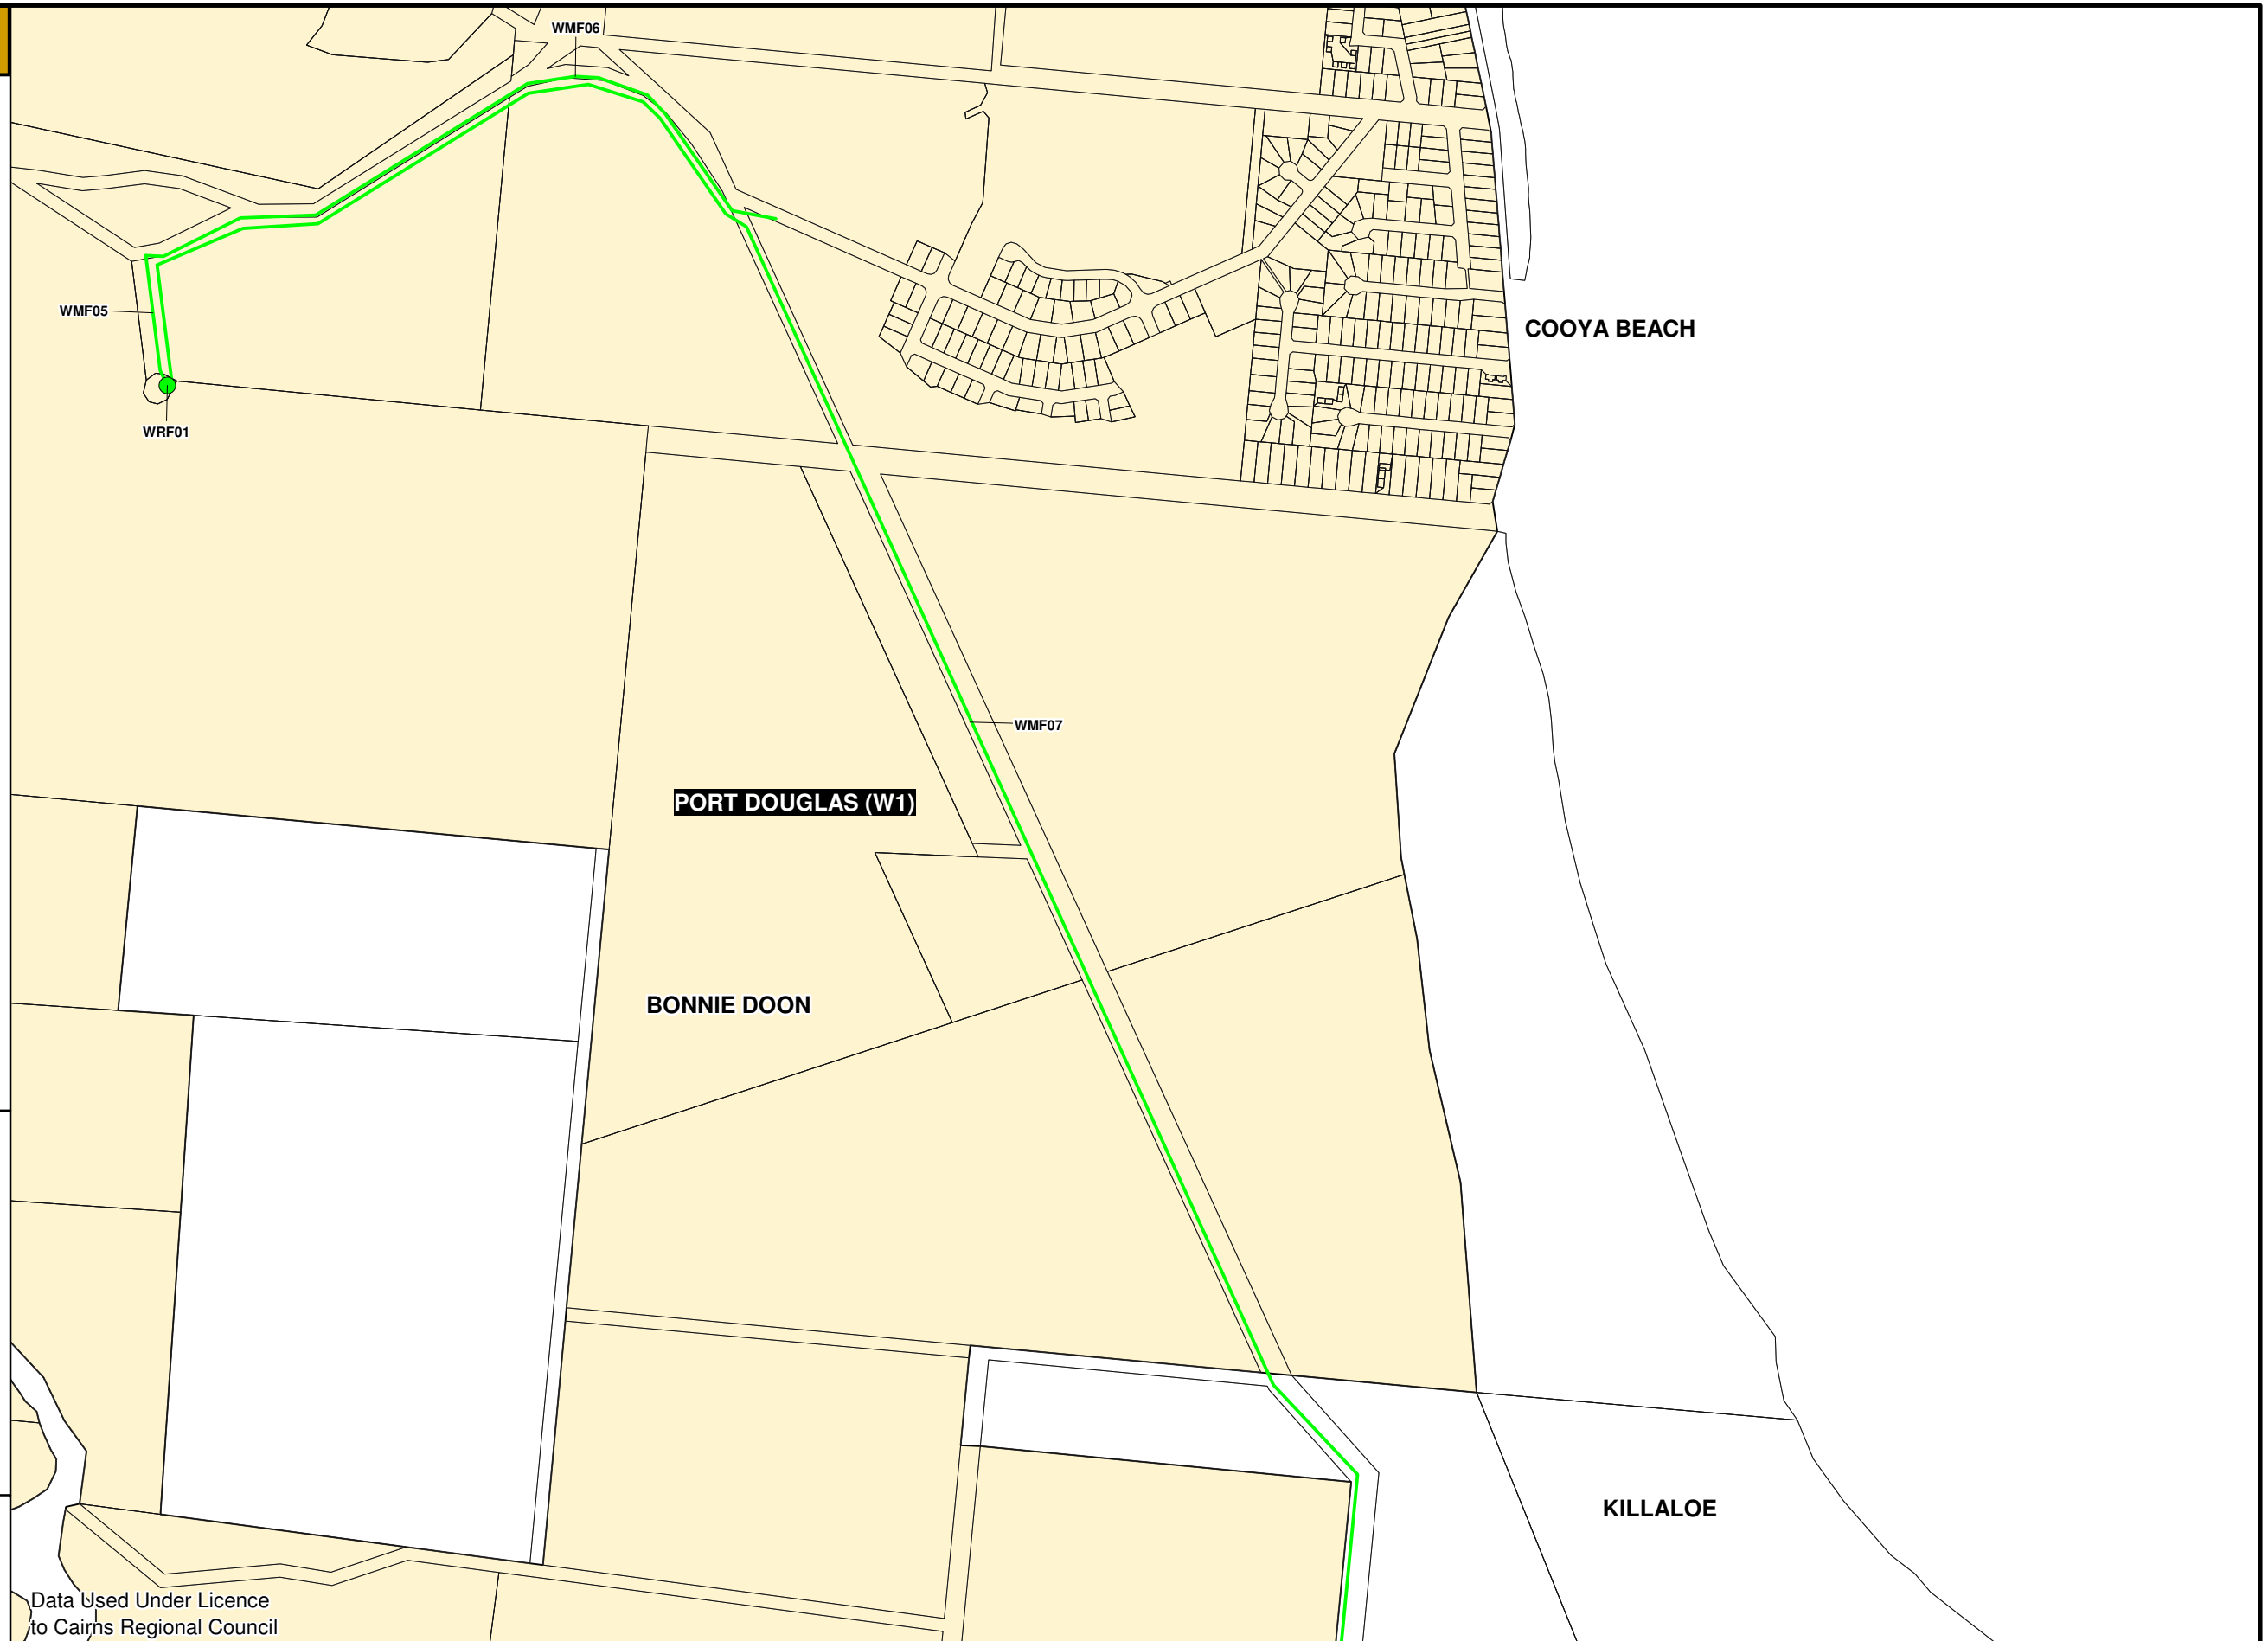 WMF06
COOYA BEACH
WMF05
WRF01
WMF07
PORT DOUGLAS (W1)
BONNIE DOON
KILLALOE
Data Used Under Licence
to Cairns Regional Council